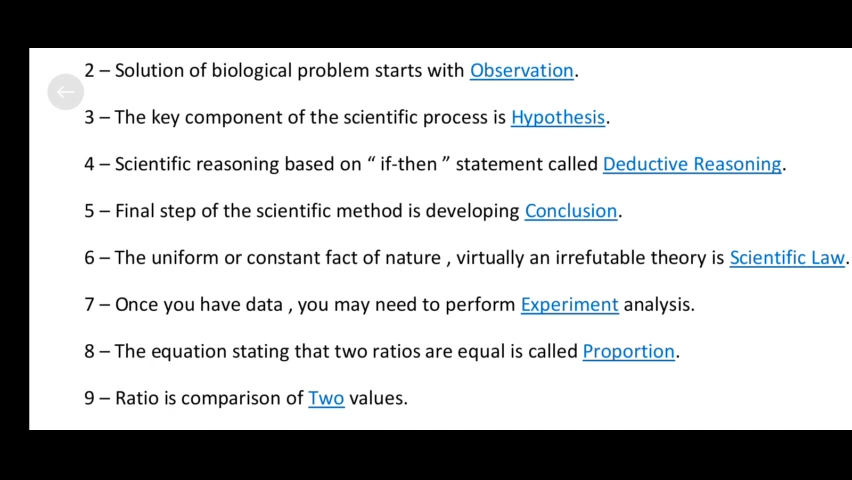 2 – Solution of biological problem starts with Observation.
3 – The key component of the scientific process is Hypothesis.
4 – Scientific reasoning based on “ if-then ” statement called Deductive Reasoning.
5 – Final step of the scientific method is developing Conclusion.
6 – The uniform or constant fact of nature , virtually an irrefutable theory is Scientific Law.
7 – Once you have data , you may need to perform Experiment analysis.
8 – The equation stating that two ratios are equal is called Proportion.
9 – Ratio is comparison of Two values.